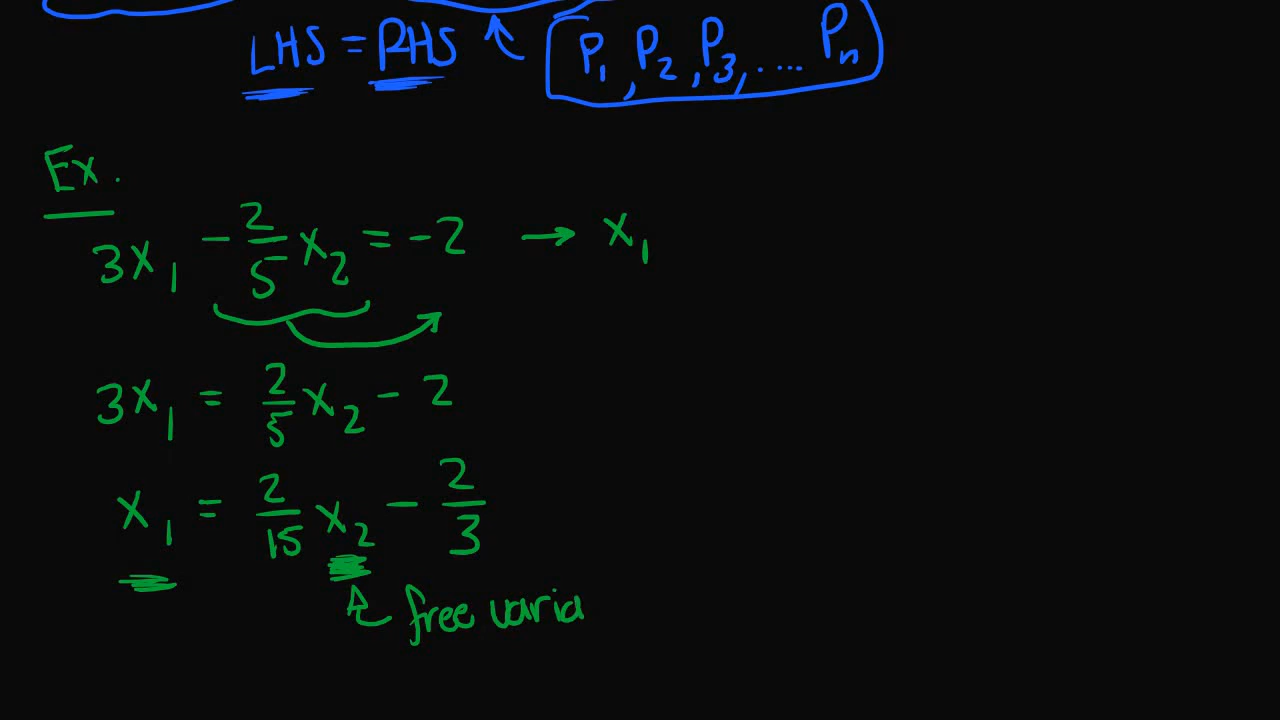 LHS = RHS P₁, P₂, P₃, .... Pₙ
Ex.
3x₁ - 2/5 x₂ = -2 → x₁
3x₁ = 2/5 x₂ - 2
x₁ = 2/15 x₂ - 2/3
free varia